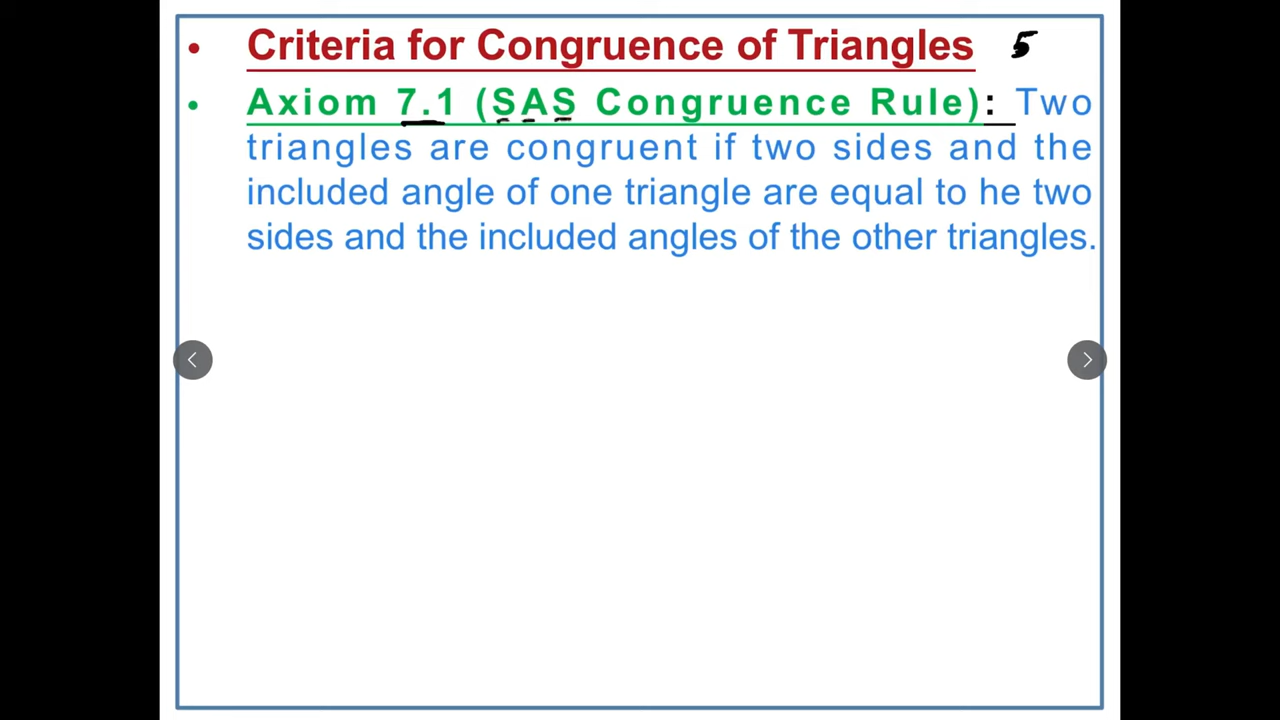 • Criteria for Congruence of Triangles 5
• Axiom 7.1 (SAS Congruence Rule): Two
triangles are congruent if two sides and the
included angle of one triangle are equal to he two
sides and the included angles of the other triangles.